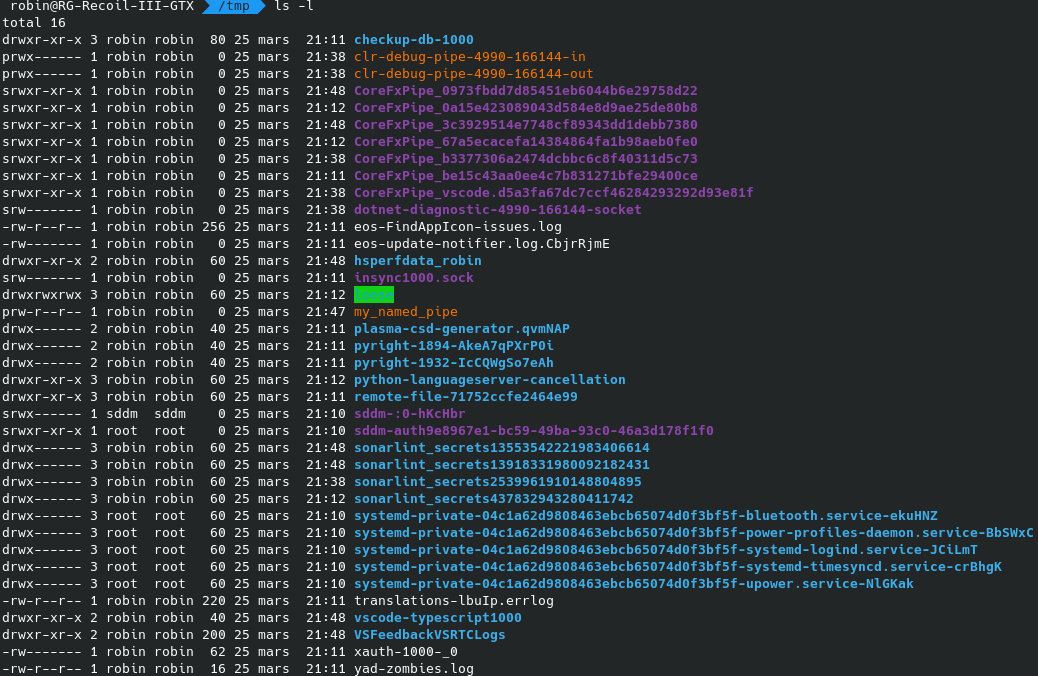 robin@RG-Recoil-III-GTX /tmp ls -l
total 16
drwxr-xr-x 3 robin robin  80 25 mars  21:11 checkup-db-1000
prwx------ 1 robin robin   0 25 mars  21:38 clr-debug-pipe-4990-166144-in
prwx------ 1 robin robin   0 25 mars  21:38 clr-debug-pipe-4990-166144-out
srwxr-xr-x 1 robin robin   0 25 mars  21:48 CoreFxPipe_0973fbdd7d85451eb6044b6e29758d22
srwxr-xr-x 1 robin robin   0 25 mars  21:12 CoreFxPipe_0a15e423089043d584e8d9ae25de80b8
srwxr-xr-x 1 robin robin   0 25 mars  21:48 CoreFxPipe_3c3929514e7748cf89343dd1debb7380
srwxr-xr-x 1 robin robin   0 25 mars  21:12 CoreFxPipe_67a5ecacefa14384864fa1b98aeb0fe0
srwxr-xr-x 1 robin robin   0 25 mars  21:38 CoreFxPipe_b3377306a2474dcbbc6c8f40311d5c73
srwxr-xr-x 1 robin robin   0 25 mars  21:11 CoreFxPipe_be15c43aa0ee4c7b831271bfe29400ce
srwxr-xr-x 1 robin robin   0 25 mars  21:38 CoreFxPipe_vscode.d5a3fa67dc7ccf46284293292d93e81f
srw------- 1 robin robin   0 25 mars  21:38 dotnet-diagnostic-4990-166144-socket
-rw-r--r-- 1 robin robin 256 25 mars  21:11 eos-FindAppIcon-issues.log
-rw------- 1 robin robin   0 25 mars  21:11 eos-update-notifier.log.CbjrRjmE
drwxr-xr-x 2 robin robin  60 25 mars  21:48 hsperfdata_robin
srw------- 1 robin robin   0 25 mars  21:11 insync1000.sock
drwxrwxrwx 3 robin robin  60 25 mars  21:12
prw-r--r-- 1 robin robin   0 25 mars  21:47 my_named_pipe
drwx------ 2 robin robin  40 25 mars  21:11 plasma-csd-generator.qvmNAP
drwx------ 2 robin robin  40 25 mars  21:11 pyright-1894-AkeA7qPXrP0i
drwx------ 2 robin robin  40 25 mars  21:11 pyright-1932-IcCQWgSo7eAh
drwxr-xr-x 3 robin robin  60 25 mars  21:12 python-languageserver-cancellation
drwxr-xr-x 3 robin robin  60 25 mars  21:11 remote-file-71752ccfe2464e99
srwx------ 1 sddm  sddm    0 25 mars  21:10 sddm-:0-hKcHbr
srwxr-xr-x 1 root  root    0 25 mars  21:10 sddm-auth9e8967e1-bc59-49ba-93c0-46a3d178f1f0
drwx------ 3 robin robin  60 25 mars  21:48 sonarlint_secrets13553542221983406614
drwx------ 3 robin robin  60 25 mars  21:48 sonarlint_secrets13918331980092182431
drwx------ 3 robin robin  60 25 mars  21:38 sonarlint_secrets2539961910148804895
drwx------ 3 robin robin  60 25 mars  21:12 sonarlint_secrets437832943280411742
drwx------ 3 root  root   60 25 mars  21:10 systemd-private-04c1a62d9808463ebcb65074d0f3bf5f-bluetooth.service-ekuHNZ
drwx------ 3 root  root   60 25 mars  21:10 systemd-private-04c1a62d9808463ebcb65074d0f3bf5f-power-profiles-daemon.service-BbSWxC
drwx------ 3 root  root   60 25 mars  21:10 systemd-private-04c1a62d9808463ebcb65074d0f3bf5f-systemd-logind.service-JCiLmT
drwx------ 3 root  root   60 25 mars  21:10 systemd-private-04c1a62d9808463ebcb65074d0f3bf5f-systemd-timesyncd.service-crBhgK
drwx------ 3 root  root   60 25 mars  21:10 systemd-private-04c1a62d9808463ebcb65074d0f3bf5f-upower.service-NlGKak
-rw-r--r-- 1 robin robin 220 25 mars  21:11 translations-lbuIp.errlog
drwxr-xr-x 2 robin robin  40 25 mars  21:48 vscode-typescript1000
drwxr-xr-x 2 robin robin 200 25 mars  21:48 VSFeedbackVSRTCLogs
-rw------- 1 robin robin  62 25 mars  21:11 xauth-1000-_0
-rw-r--r-- 1 robin robin  16 25 mars  21:11 yad-zombies.log